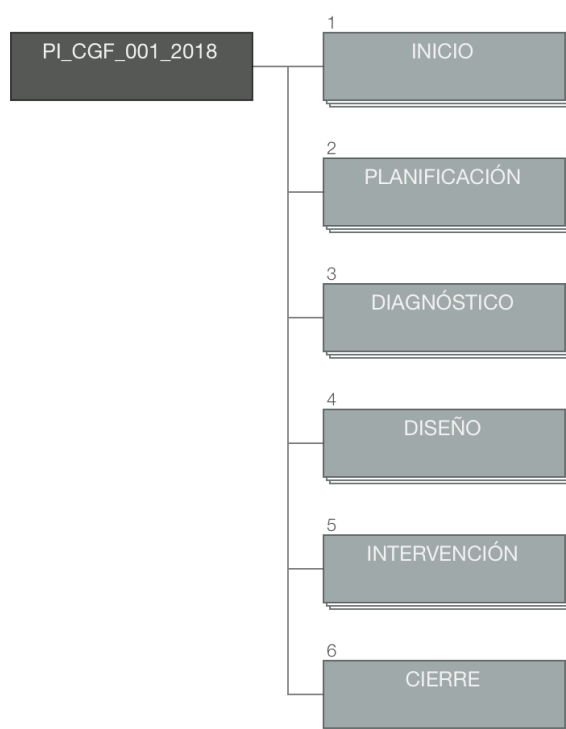 PI_CGF_001_2018
1
INICIO
2
PLANIFICACIÓN
3
DIAGNÓSTICO
4
DISEÑO
5
INTERVENCIÓN
6
CIERRE